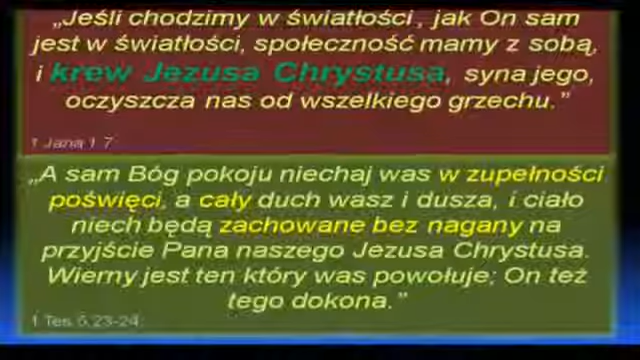 „Jeśli chodzimy w światłości, jak On sam
jest w światłości, społeczność mamy z sobą,
i krew Jezusa Chrystusa, syna jego,
oczyszcza nas od wszelkiego grzechu."
1 Jana 1.7
„A sam Bóg pokoju niechaj was w zupełności
poświęci, a cały duch wasz i dusza, i ciało
niech będą zachowane bez nagany na
przyjście Pana naszego Jezusa Chrystusa.
Wierny jest ten który was powołuje; On też
tego dokona."
1 Tes 5.23-24